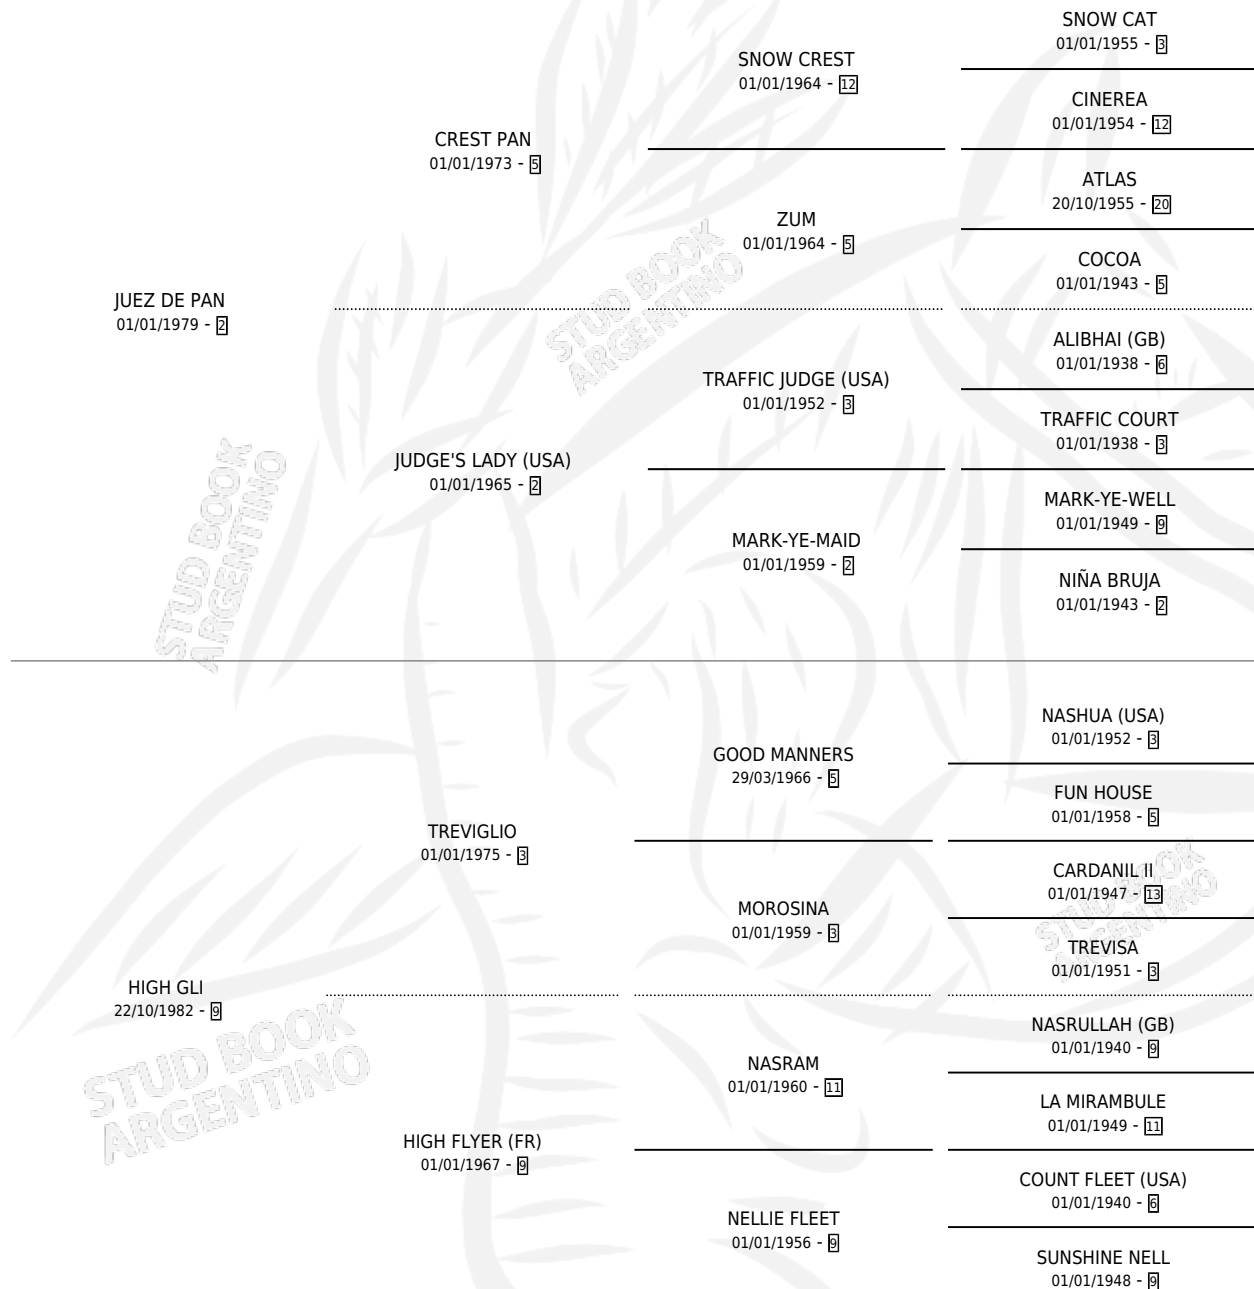 SNOW CAT
01/01/1955 - 3
SNOW CREST
01/01/1964 - 12
CINEREA
01/01/1954 - 12
CREST PAN
01/01/1973 - 5
ATLAS
20/10/1955 - 20
ZUM
01/01/1964 - 5
COCOA
01/01/1943 - 5
JUEZ DE PAN
01/01/1979 - 2
ALIBHAI (GB)
01/01/1938 - 6
TRAFFIC JUDGE (USA)
01/01/1952 - 3
TRAFFIC COURT
01/01/1938 - 3
JUDGE'S LADY (USA)
01/01/1965 - 2
MARK-YE-WELL
01/01/1949 - 9
MARK-YE-MAID
01/01/1959 - 2
NIÑA BRUJA
01/01/1943 - 2
NASHUA (USA)
01/01/1952 - 3
GOOD MANNERS
29/03/1966 - 5
FUN HOUSE
01/01/1958 - 5
TREVIGLIO
01/01/1975 - 3
CARDANIL II
01/01/1947 - 13
MOROSINA
01/01/1959 - 3
TREVISA
01/01/1951 - 3
HIGH GLI
22/10/1982 - 9
NASRULLAH (GB)
01/01/1940 - 9
NASRAM
01/01/1960 - 11
LA MIRAMBULE
01/01/1949 - 11
HIGH FLYER (FR)
01/01/1967 - 9
COUNT FLEET (USA)
01/01/1940 - 6
NELLIE FLEET
01/01/1956 - 9
SUNSHINE NELL
01/01/1948 - 9
STUD BOOK
ARGENTINO
STUD BOOK
ARGENTINO
STUD BOOK
ARGENTINO
STUD BOOK
ARGENTINO